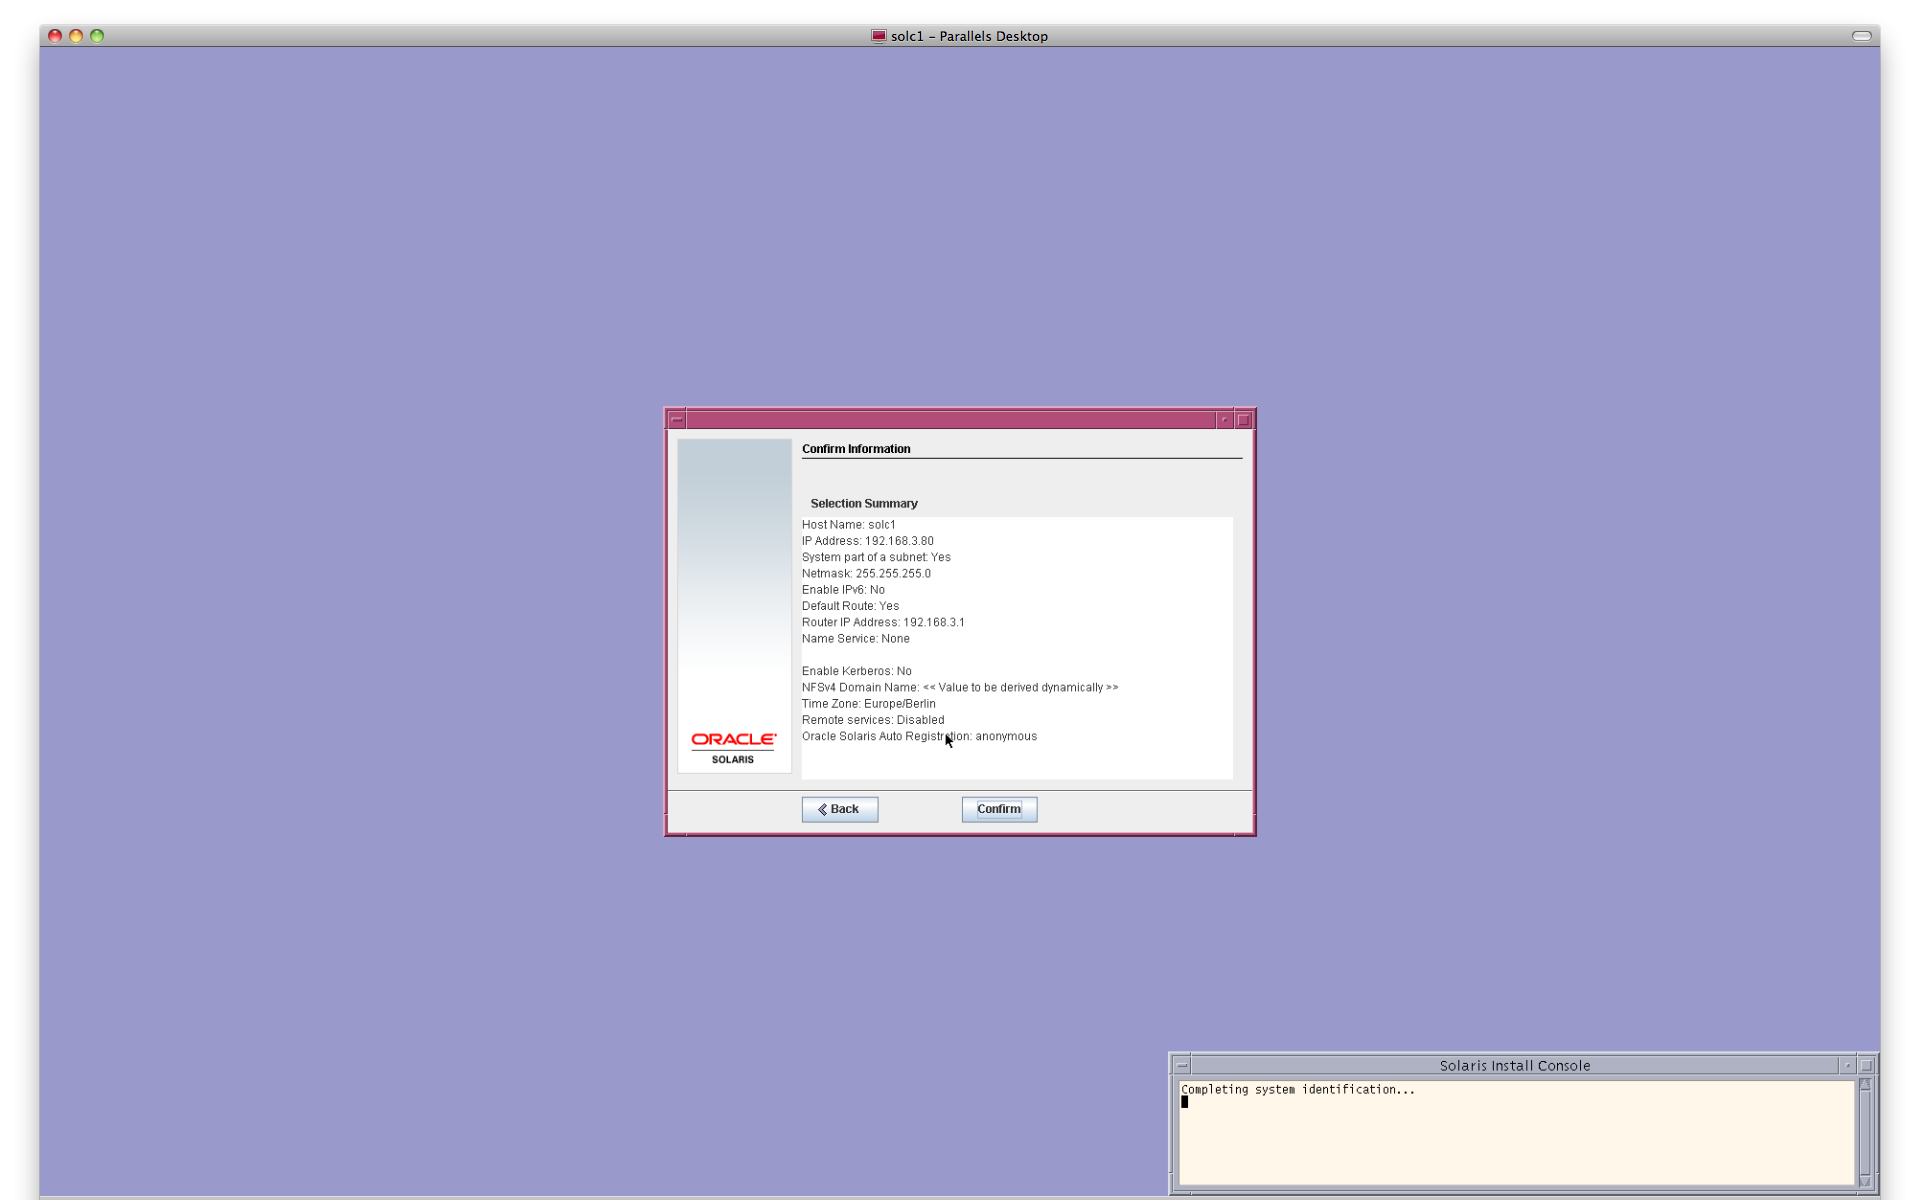 solc1 - Parallels Desktop
Confirm Information
Selection Summary
Host Name: solc1
IP Address: 192.168.3.80
System part of a subnet: Yes
Netmask: 255.255.255.0
Enable IPv6: No
Default Route: Yes
Router IP Address: 192.168.3.1
Name Service: None
Enable Kerberos: No
NFSv4 Domain Name: << Value to be derived dynamically >>
Time Zone: Europe/Berlin
Remote services: Disabled
Oracle Solaris Auto Registration: anonymous
ORACLE
SOLARIS
Back
Confirm
Solaris Install Console
Completing system identification...